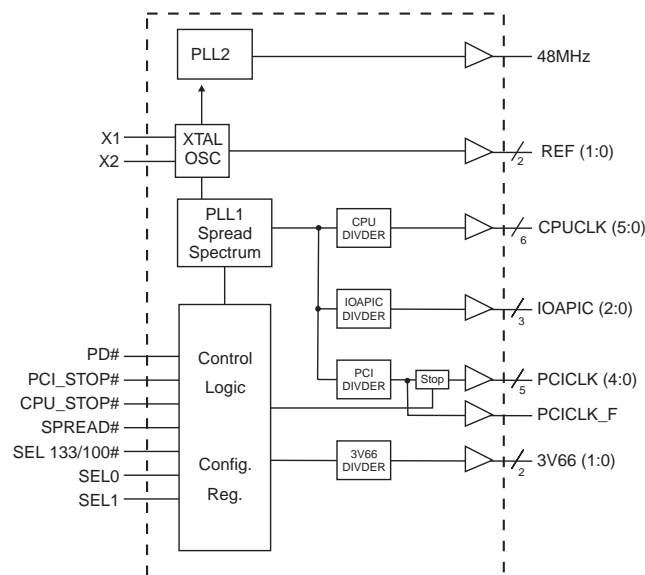 PLL2
48MHz
X1
X2
XTAL
OSC
2
REF (1:0)
PLL1
Spread
Spectrum
CPU
DIVDER
6
CPUCLK (5:0)
IOAPIC
DIVDER
3
IOAPIC (2:0)
PD#
PCI_STOP#
CPU_STOP#
SPREAD#
SEL 133/100#
SEL0
SEL1
Control
Logic
Config.
Reg.
PCI
DIVDER
Stop
5
PCICLK (4:0)
PCICLK_F
3V66
DIVDER
2
3V66 (1:0)